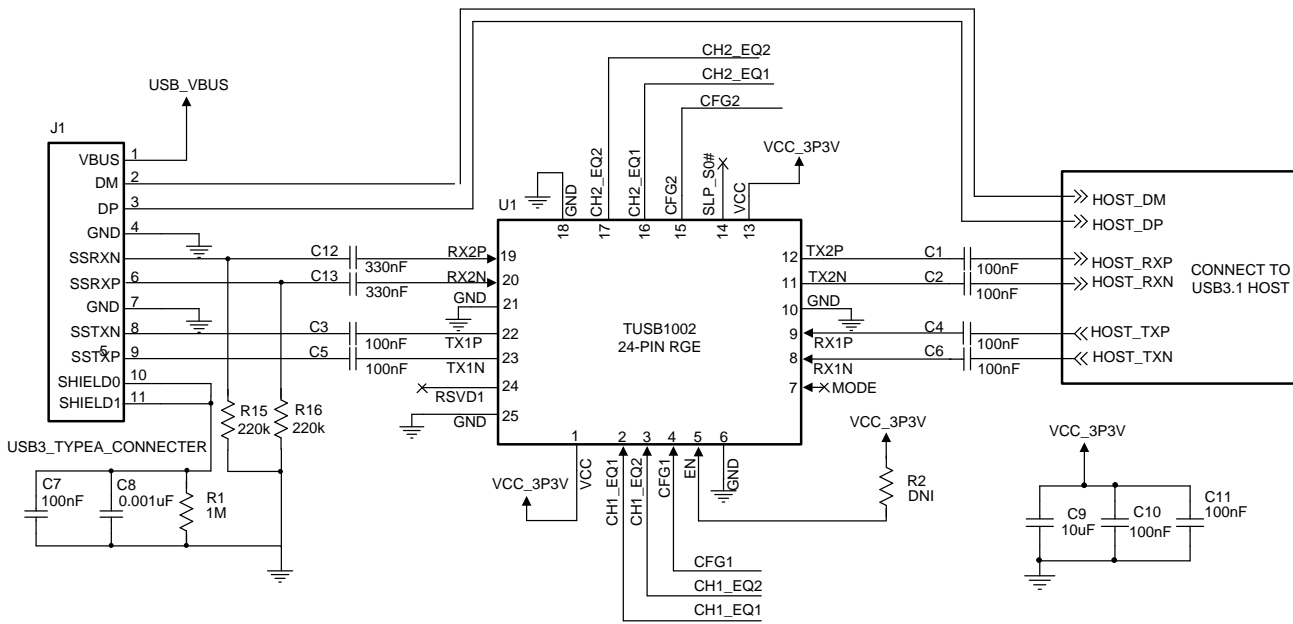 CH2_EQ2
CH2_EQ1
CFG2
USB_VBUS
VCC_3P3V
J1
VBUS 1
DM 2
DP 3
GND 4
SSRXN 5
SSRXP 6
GND 7
SSTXN 8
SSTXP 9
SHIELD0 10
SHIELD1 11
USB3_TYPEA_CONNECTER
C12
330nF
C13
330nF
C3
100nF
C5
100nF
R15
220k
R16
220k
C7
100nF
C8
0.001uF
R1
1M
U1
GND
CH2_EQ2
CH2_EQ1
CFG2
SLP_S0#
VCC
18
17
16
15
14
13
RX2P 19
RX2N 20
GND 21
TX1P 22
TX1N 23
RSVD1 24
GND 25
TUSB1002
24-PIN RGE
12 TX2P
11 TX2N
10 GND
9 RX1P
8 RX1N
7 MODE
1 2 3 4 5 6
VCC
CH1_EQ1
CH1_EQ2
CFG1
EN
GND
VCC_3P3V
CFG1
CH1_EQ2
CH1_EQ1
VCC_3P3V
R2
DNI
C1
100nF
C2
100nF
C4
100nF
C6
100nF
HOST_DM
HOST_DP
HOST_RXP
HOST_RXN
HOST_TXP
HOST_TXN
CONNECT TO
USB3.1 HOST
VCC_3P3V
C9
10uF
C10
100nF
C11
100nF